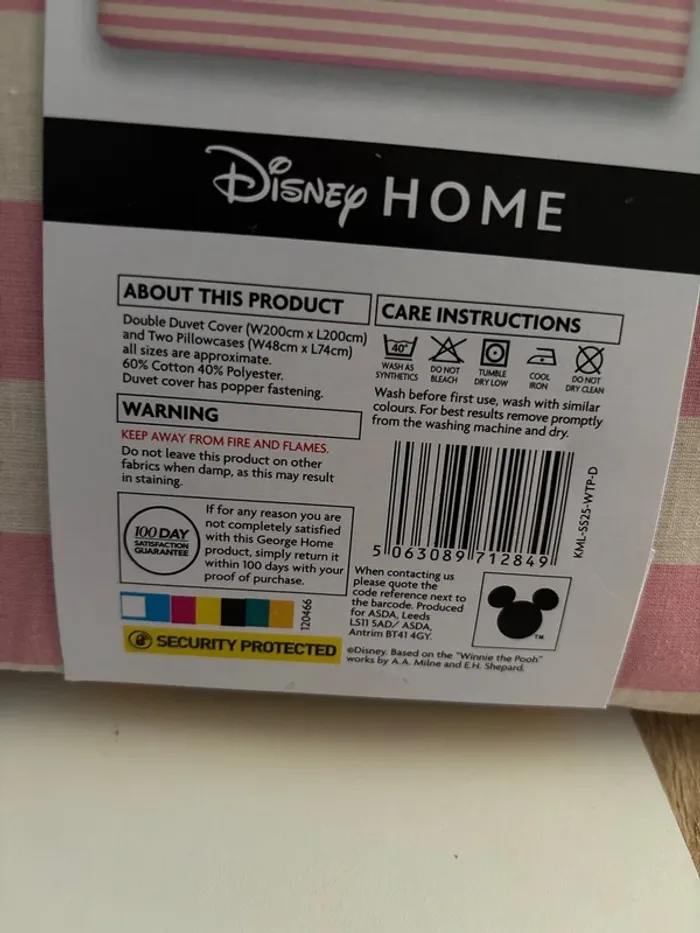 Disney HOME
ABOUT THIS PRODUCT
Double Duvet Cover (W200cm x L200cm)
and Two Pillowcases (W48cm x L74cm)
all sizes are approximate.
60% Cotton 40% Polyester.
Duvet cover has popper fastening.
WARNING
KEEP AWAY FROM FIRE AND FLAMES.
Do not leave this product on other
fabrics when damp, as this may result
in staining.
100 DAY
SATISFACTION
GUARANTEE
If for any reason you are
not completely satisfied
with this George Home
product, simply return it
within 100 days with your
proof of purchase.
120466
SECURITY PROTECTED
CARE INSTRUCTIONS
40°
WASH AS
SYNTHETICS
DO NOT
BLEACH
TUMBLE
DRY LOW
COOL
IRON
DO NOT
DRY CLEAN
Wash before first use, wash with similar
colours. For best results remove promptly
from the washing machine and dry.
5 063089 712849
KML-SS25-WTP-D
When contacting us
please quote the
code reference next to
the barcode. Produced
for ASDA, Leeds
LS11 5AD/ ASDA,
Antrim BT41 4GY.
TM
©Disney. Based on the "Winnie the Pooh"
works by A.A. Milne and E.H. Shepard.